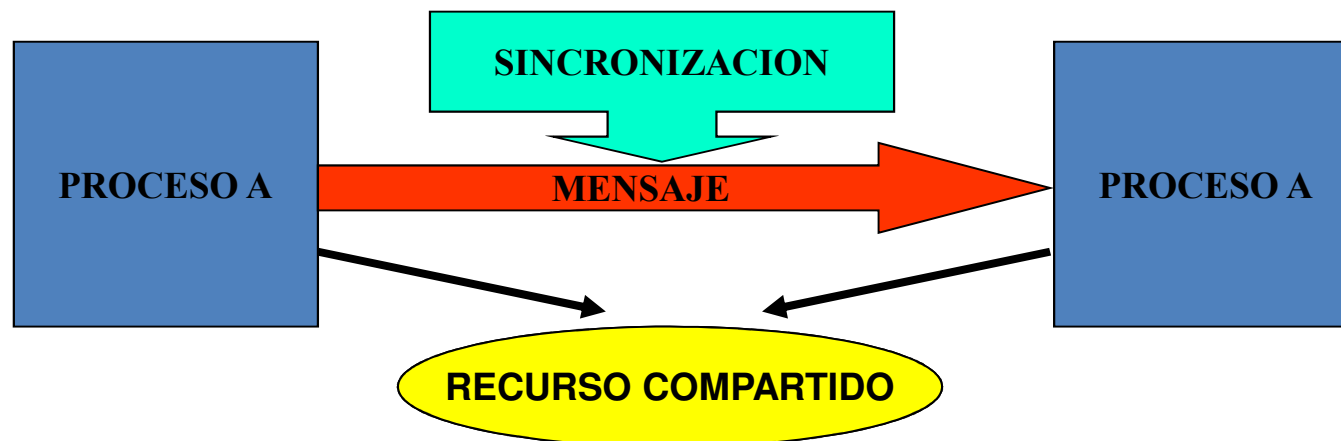 SINCRONIZACION
PROCESO A
MENSAJE
PROCESO A
RECURSO COMPARTIDO